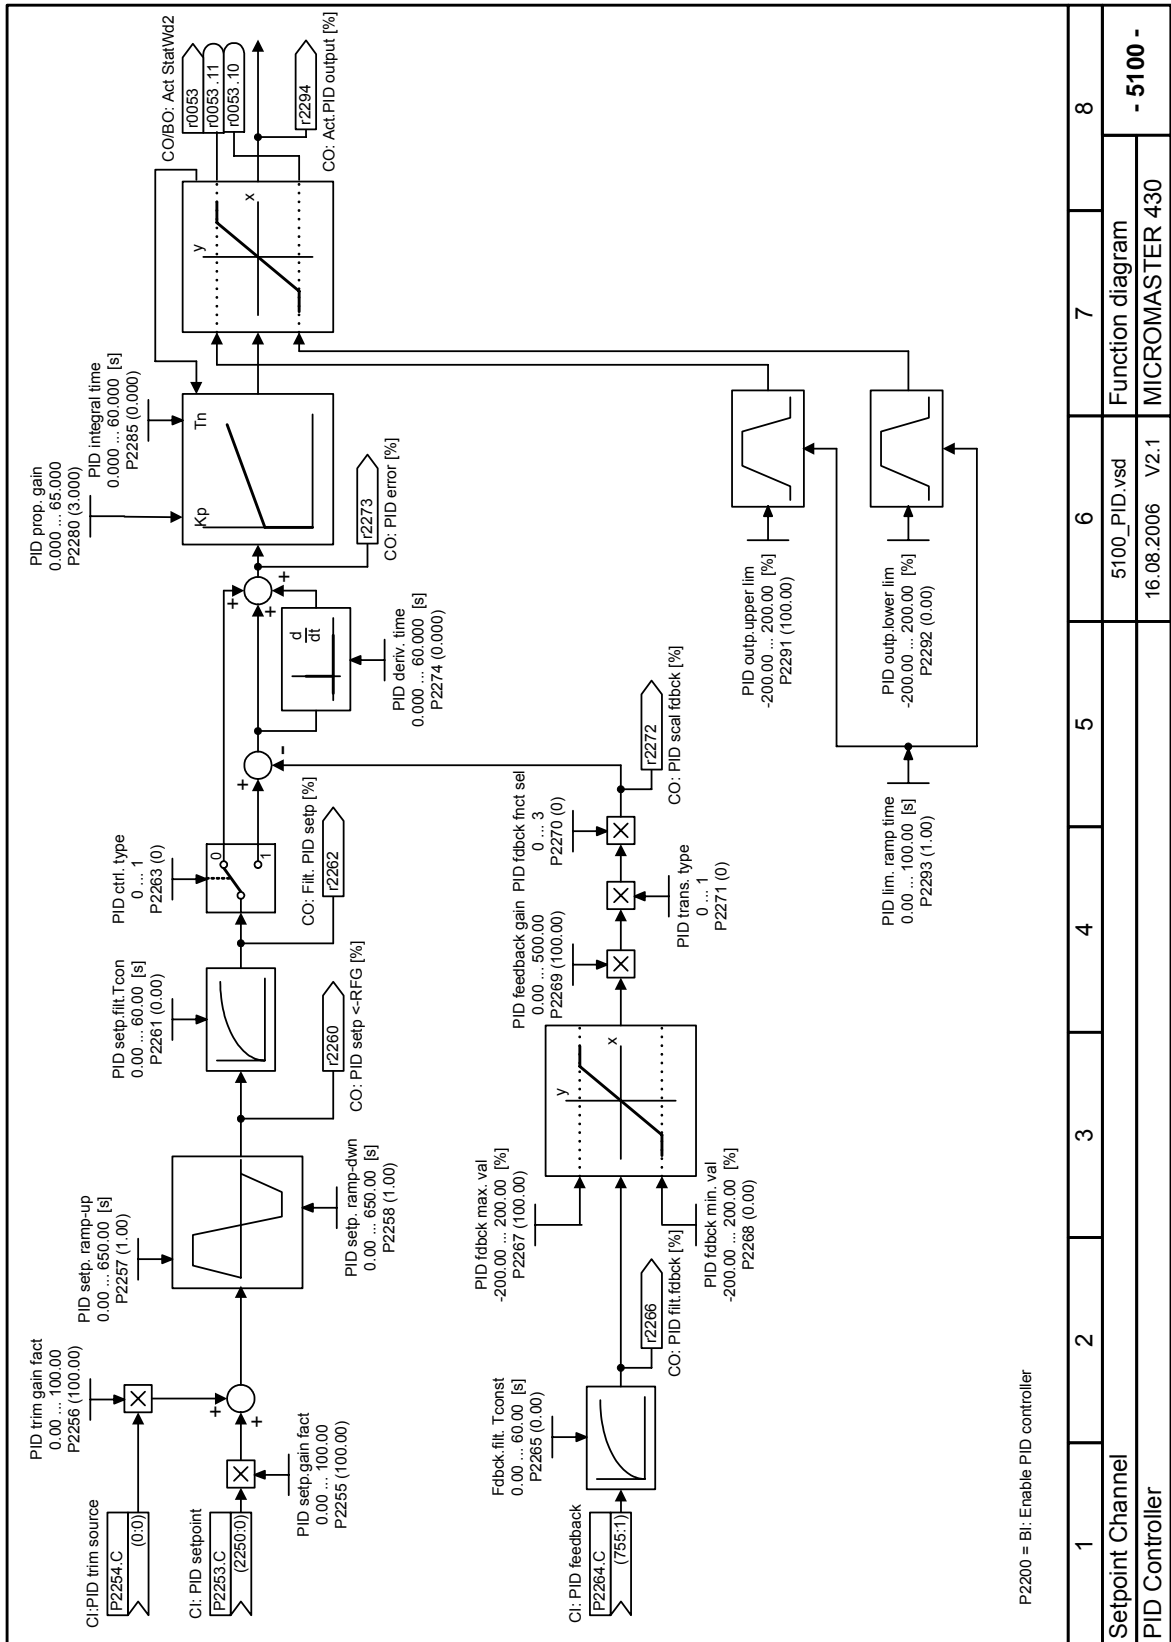 CI:PID trim source
P2254.C
(0:0)
PID trim gain fact
0.00 ... 100.00
P2256 (100.00)
CI: PID setpoint
P2253.C
(2250:0)
PID setp.gain fact
0.00 ... 100.00
P2255 (100.00)
+
+
PID setp. ramp-up
0.00 ... 650.00 [s]
P2257 (1.00)
PID setp. ramp-dwn
0.00 ... 650.00 [s]
P2258 (1.00)
r2260
CO: PID setp <-RFG [%]
PID setp.filt.Tcon
0.00 ... 60.00 [s]
P2261 (0.00)
CO: Filt. PID setp [%]
r2262
PID ctrl. type
0 ... 1
P2263 (0)
0
1
+
-
+
+
+
d
dt
PID deriv. time
0.000 ... 60.000 [s]
P2274 (0.000)
PID prop. gain
0.000 ... 65.000
P2280 (3.000)
PID integral time
0.000 ... 60.000 [s]
P2285 (0.000)
Kp
Tn
r2273
CO: PID error [%]
y
x
CO/BO: Act StatWd2
r0053
r0053 .11
r0053 .10
r2294
CO: Act.PID output [%]
CI: PID feedback
P2264.C
(755:1)
Fdbck.filt. Tconst
0.00 ... 60.00 [s]
P2265 (0.00)
r2266
CO: PID filt.fdbck [%]
PID fdbck max. val
-200.00 ... 200.00 [%]
P2267 (100.00)
PID fdbck min. val
-200.00 ... 200.00 [%]
P2268 (0.00)
y
x
PID feedback gain
0.00 ... 500.00
P2269 (100.00)
PID trans. type
0 ... 1
P2271 (0)
PID fdbck fnct sel
0 ... 3
P2270 (0)
r2272
CO: PID scal fdbck [%]
PID outp.upper lim
-200.00 ... 200.00 [%]
P2291 (100.00)
PID outp.lower lim
-200.00 ... 200.00 [%]
P2292 (0.00)
PID lim. ramp time
0.00 ... 100.00 [s]
P2293 (1.00)
P2200 = BI: Enable PID controller
1
2
3
4
5
6
7
8
Setpoint Channel
5100_PID.vsd
Function diagram
- 5100 -
PID Controller
16.08.2006
V2.1
MICROMASTER 430